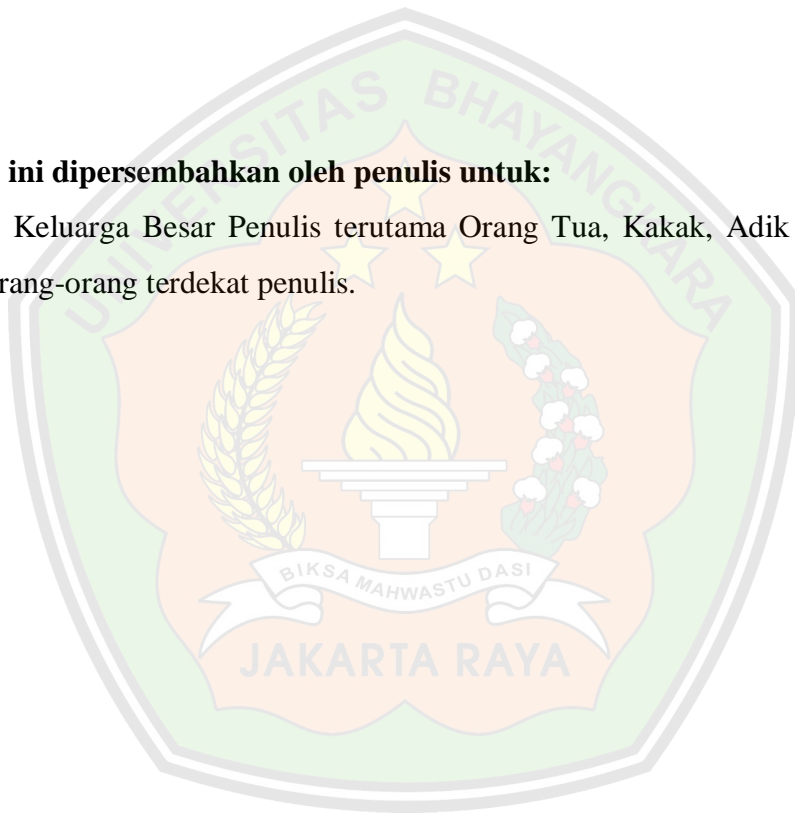 ini dipersembahkan oleh penulis untuk:
Keluarga Besar Penulis terutama Orang Tua, Kakak, Adik
rang-orang terdekat penulis.
UNIVERSITAS BHAYANGKARA
BIKSA MAHWASTU DASI
JAKARTA RAYA